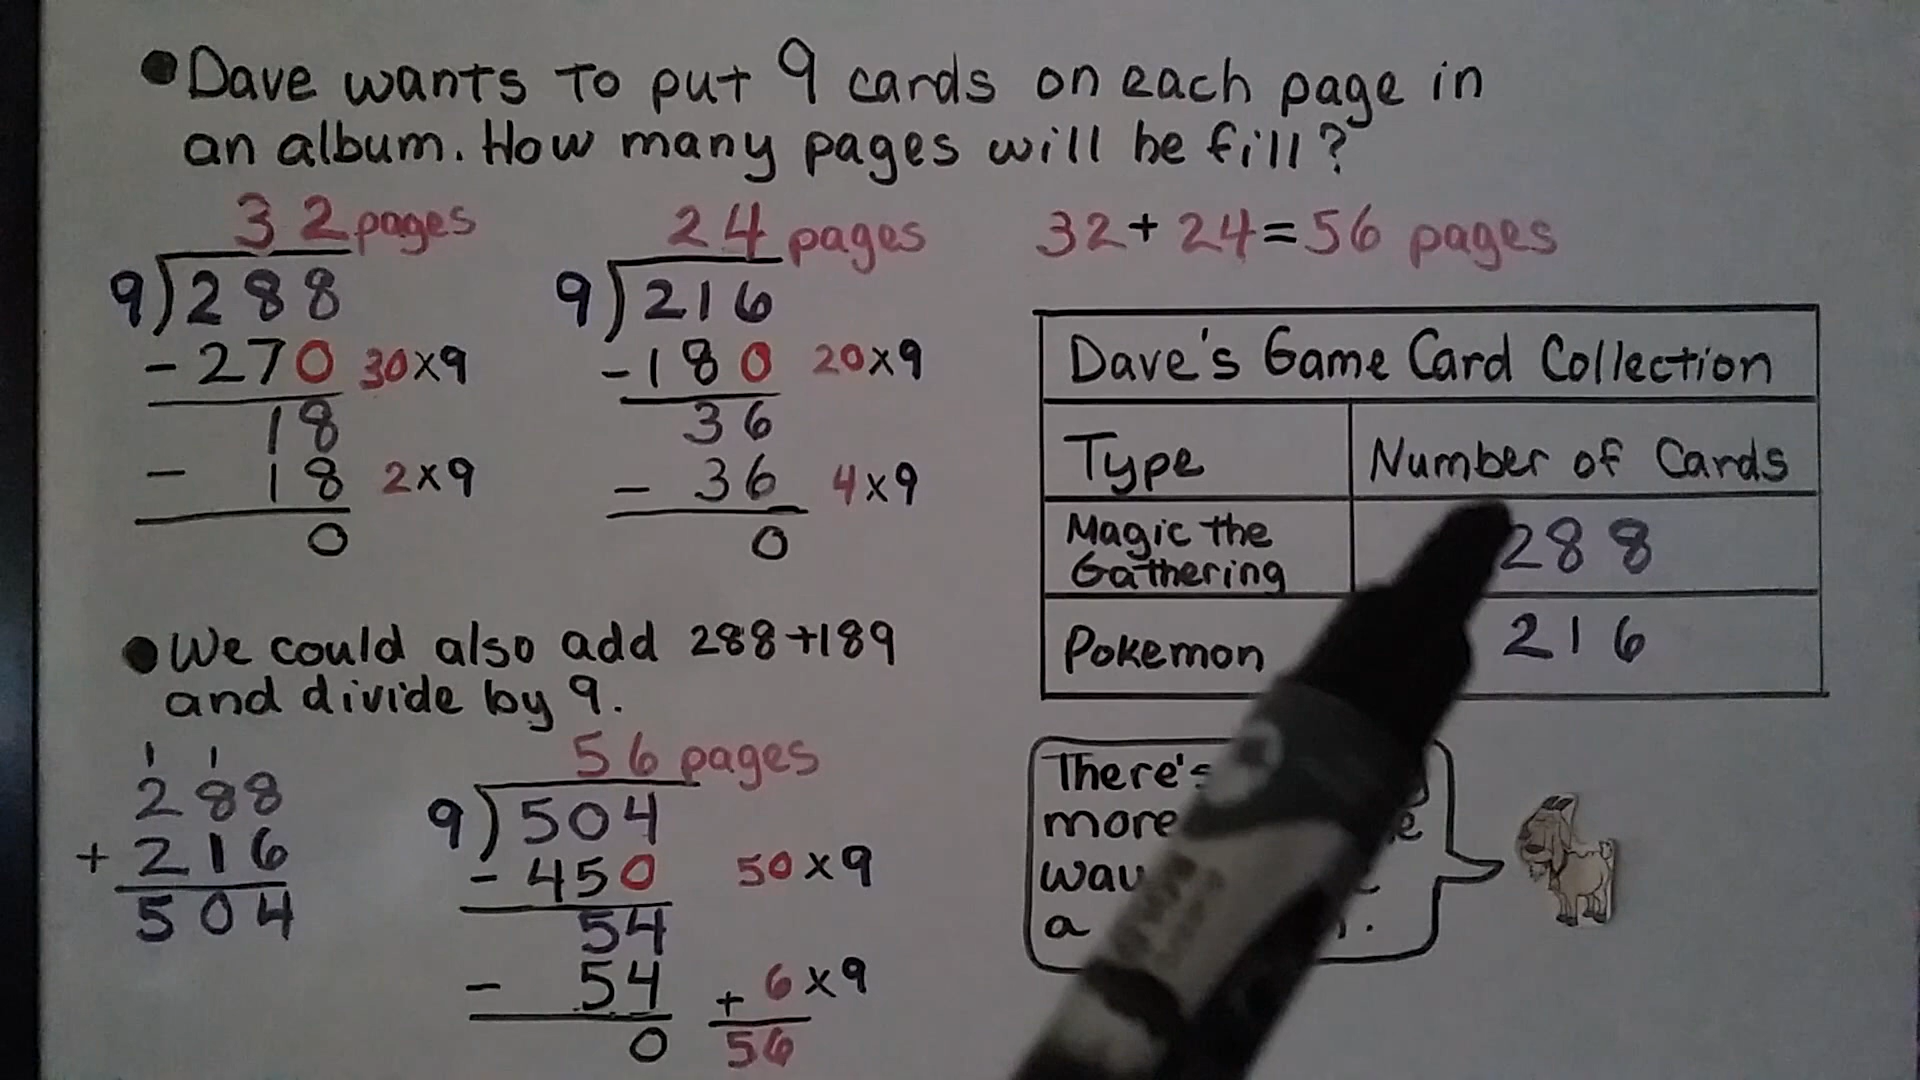 ● Dave wants to put 9 cards on each page in
an album. How many pages will be fill?
32 pages
9)288
-270 30x9
18
- 18 2x9
0
24 pages
9)216
-180 20x9
36
- 36 4x9
0
32+24=56 pages
Dave's Game Card Collection
Type Number of Cards
Magic the
Gathering
288
Pokemon 216
● We could also add 288+189
and divide by 9.
1 1
288
+ 216
504
56 pages
9)504
-450 50x9
54
- 54 + 6x9
0 56
There's
more
a